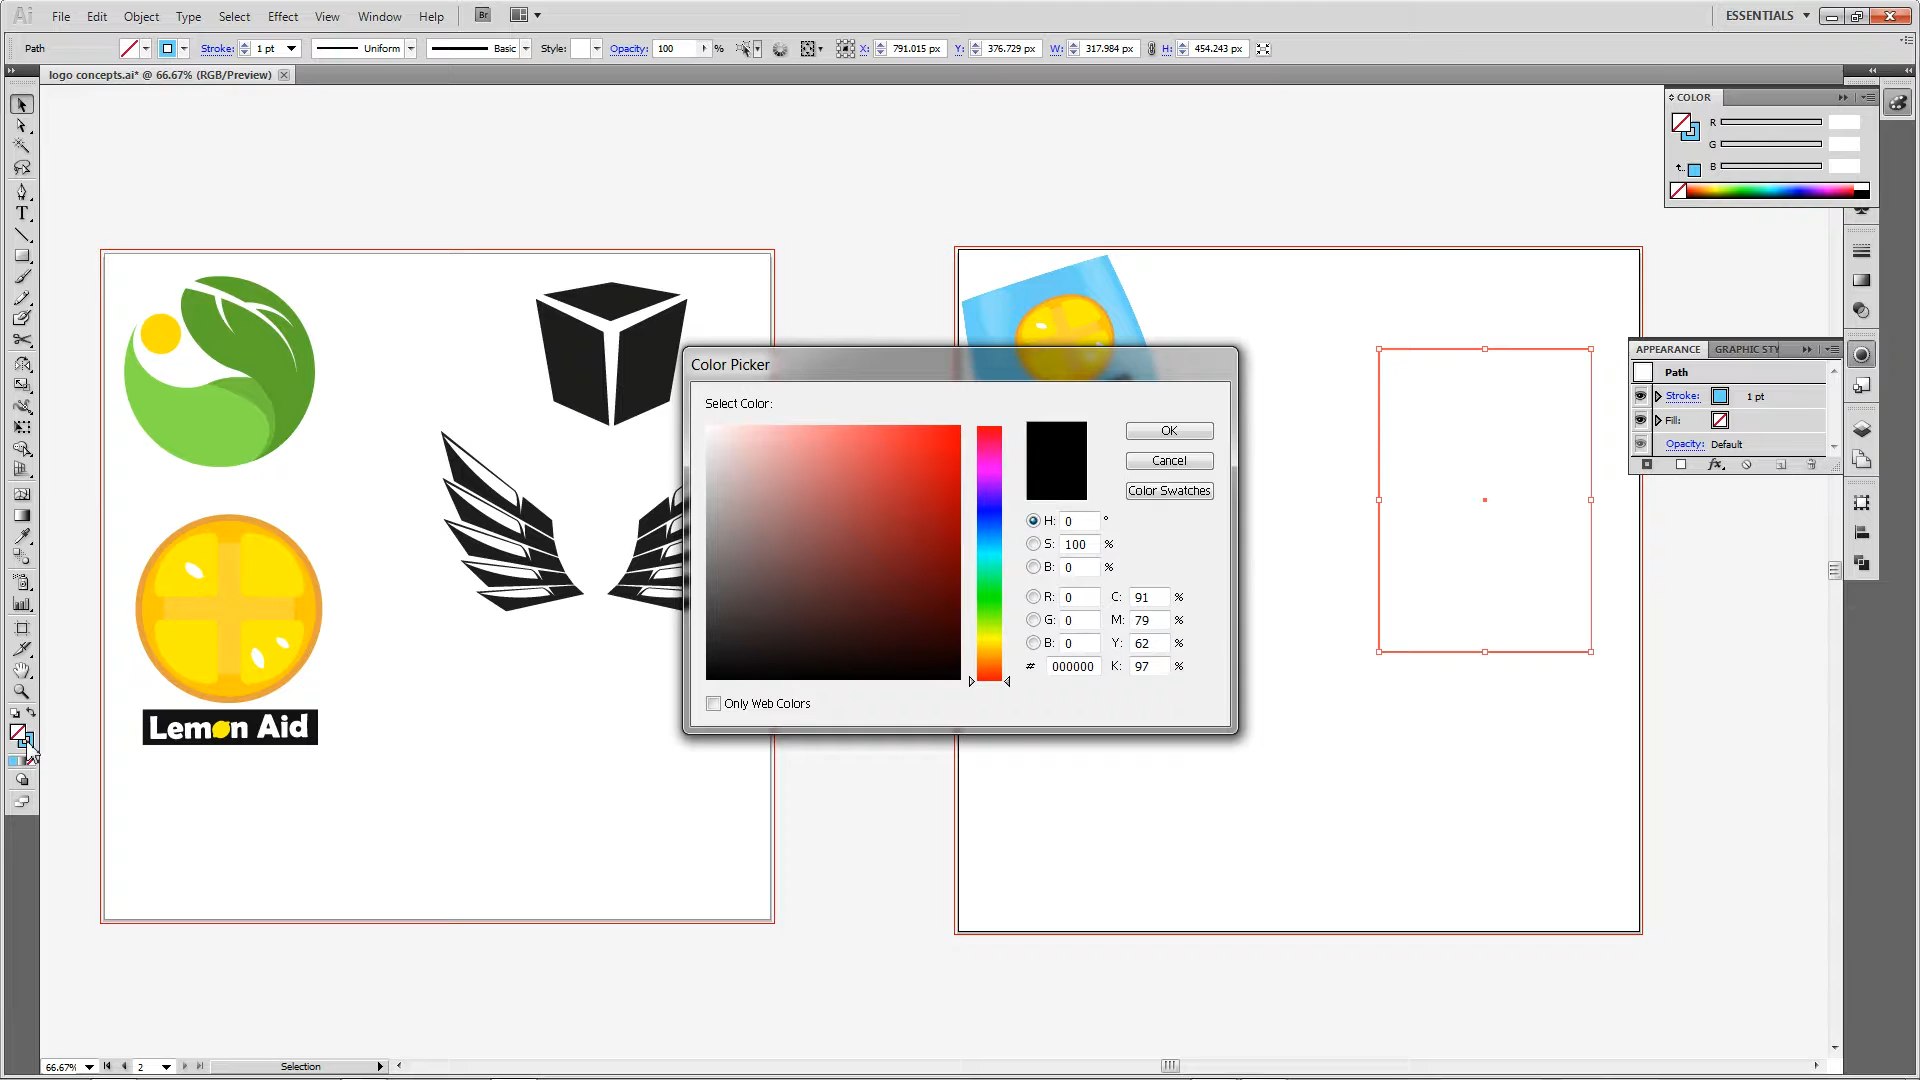 Ai File Edit Object Type Select Effect View Window Help Br ESSENTIALS
Path Stroke: 1 pt Uniform Basic Style: Opacity: 100 % X: 791.015 px Y: 376.729 px W: 317.984 px H: 454.243 px
logo concepts.ai* @ 66.67% (RGB/Preview)
COLOR
R
G
B
Color Picker
Select Color:
OK
Cancel
Color Swatches
H: 0 °
S: 100 %
B: 0 %
R: 0 C: 91 %
G: 0 M: 79 %
B: 0 Y: 62 %
# 000000 K: 97 %
Only Web Colors
APPEARANCE GRAPHIC STY
Path
Stroke: 1 pt
Fill:
Opacity: Default
fx
T
Lemon Aid
66.67% 2 Selection